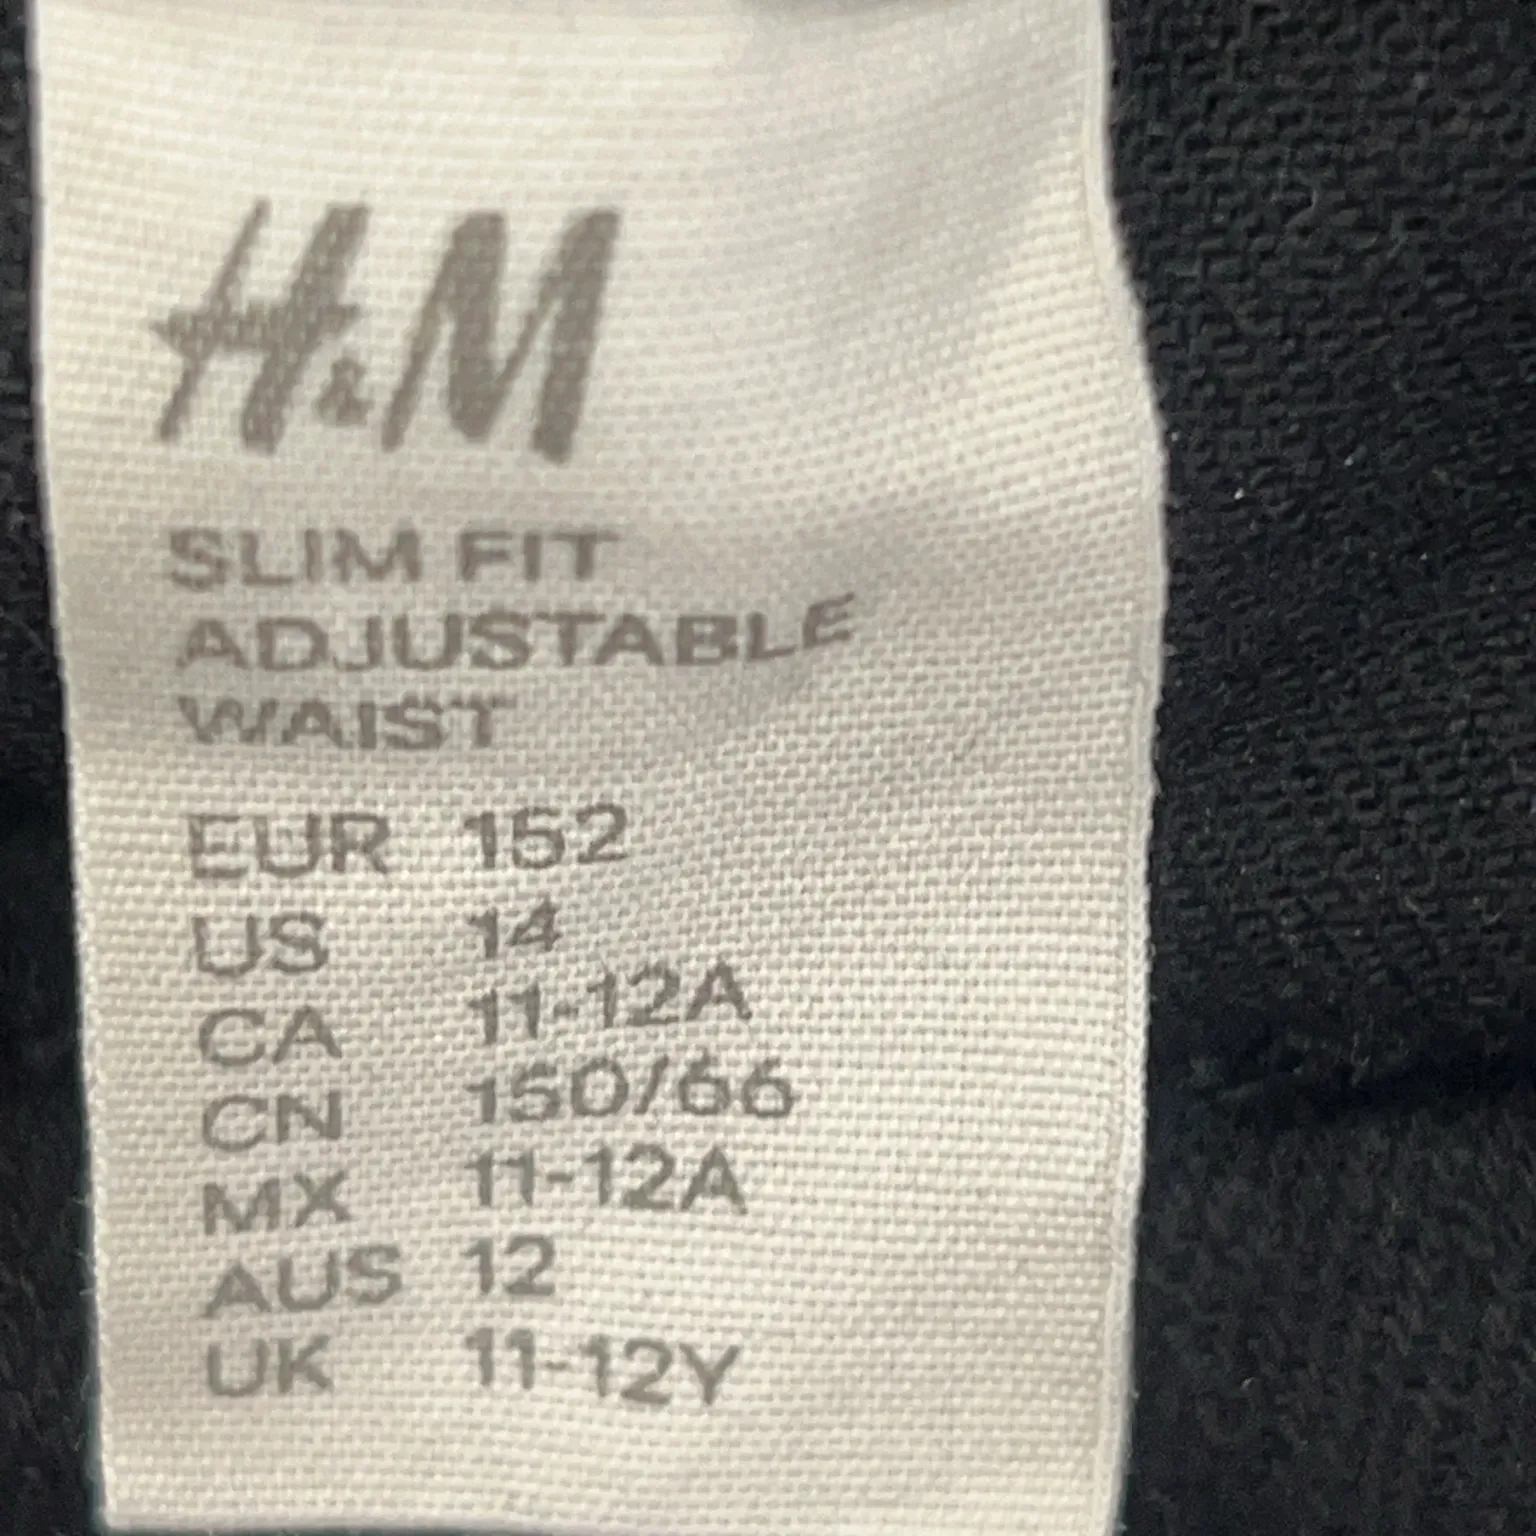 H&M
SLIM FIT
ADJUSTABLE
WAIST
EUR 152
US 14
CA 11-12A
CN 150/66
MX 11-12A
AUS 12
UK 11-12Y